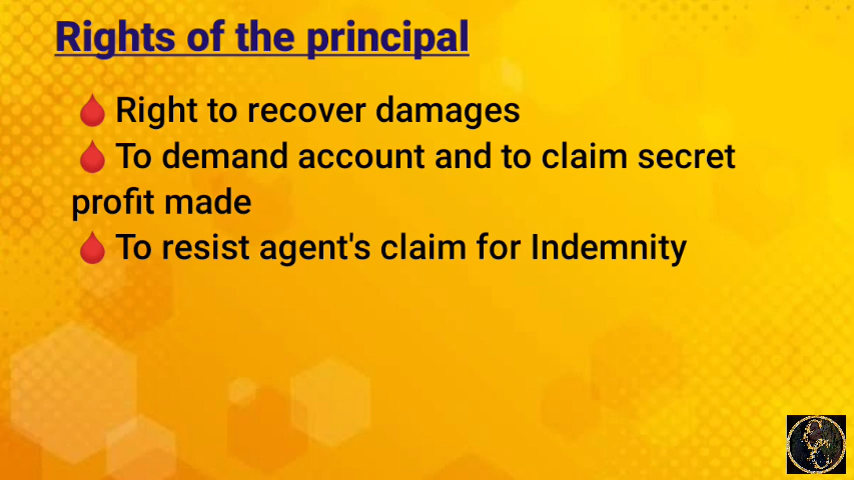 Rights of the principal
🩸 Right to recover damages
🩸 To demand account and to claim secret
profit made
🩸 To resist agent's claim for Indemnity